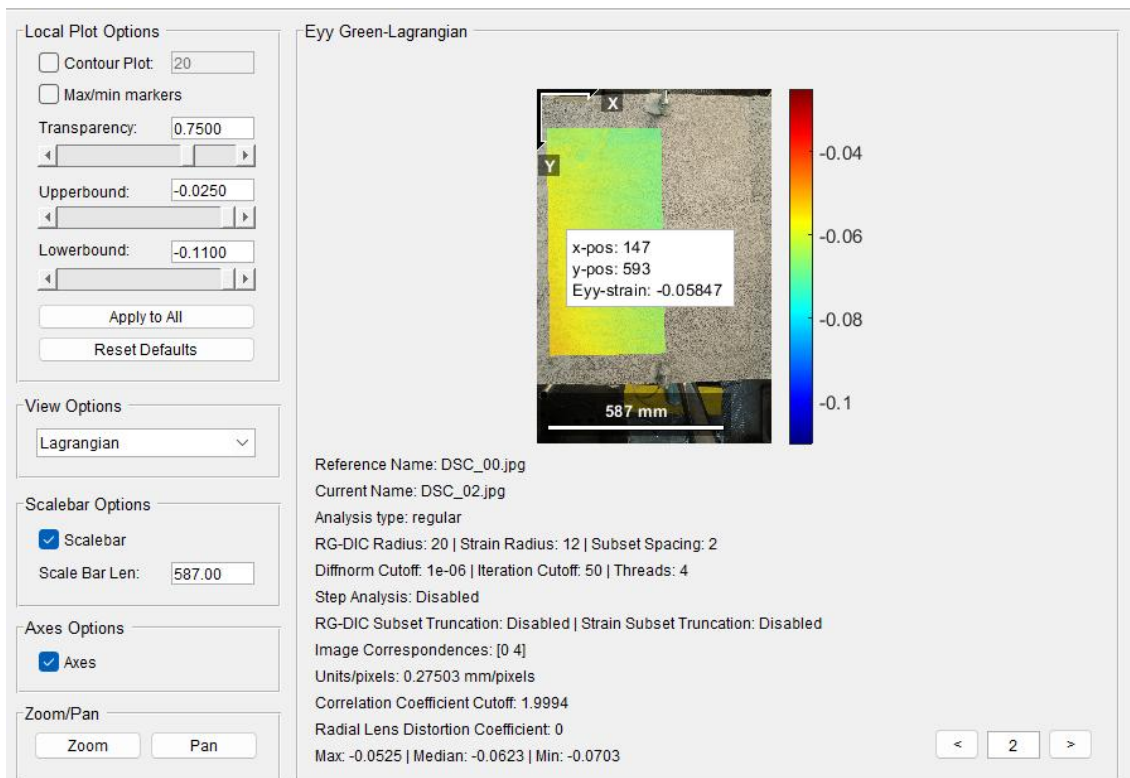 Local Plot Options
Contour Plot: 20
Max/min markers
Transparency: 0.7500
Upperbound: -0.0250
Lowerbound: -0.1100
Apply to All
Reset Defaults
View Options
Lagrangian
Scalebar Options
Scalebar
Scale Bar Len: 587.00
Axes Options
Axes
Zoom/Pan
Zoom Pan
Eyy Green-Lagrangian
X
Y
x-pos: 147
y-pos: 593
Eyy-strain: -0.05847
587 mm
-0.04
-0.06
-0.08
-0.1
Reference Name: DSC_00.jpg
Current Name: DSC_02.jpg
Analysis type: regular
RG-DIC Radius: 20 | Strain Radius: 12 | Subset Spacing: 2
Diffnorm Cutoff: 1e-06 | Iteration Cutoff: 50 | Threads: 4
Step Analysis: Disabled
RG-DIC Subset Truncation: Disabled | Strain Subset Truncation: Disabled
Image Correspondences: [0 4]
Units/pixels: 0.27503 mm/pixels
Correlation Coefficient Cutoff: 1.9994
Radial Lens Distortion Coefficient: 0
Max: -0.0525 | Median: -0.0623 | Min: -0.0703
< 2 >